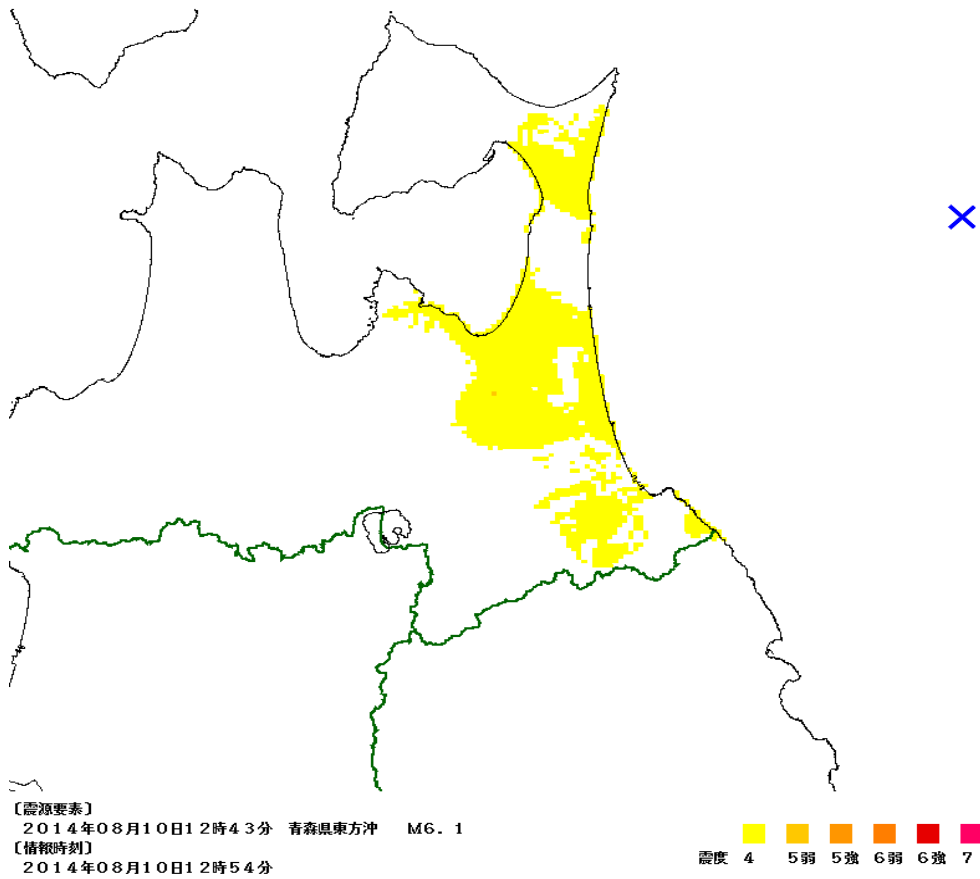 〔震源要素〕
2014年08月10日12時43分 青森県東方沖 M6.1
〔情報時刻〕
2014年08月10日12時54分
震度 4 5弱 5強 6弱 6強 7